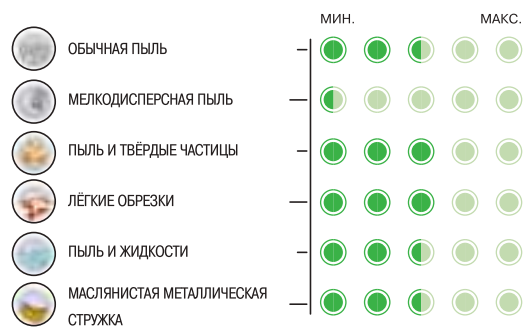 МИН. МАКС.
ОБЫЧНАЯ ПЫЛЬ
МЕЛКОДИСПЕРСНАЯ ПЫЛЬ
ПЫЛЬ И ТВЁРДЫЕ ЧАСТИЦЫ
ЛЁГКИЕ ОБРЕЗКИ
ПЫЛЬ И ЖИДКОСТИ
МАСЛЯНИСТАЯ МЕТАЛЛИЧЕСКАЯ
СТРУЖКА